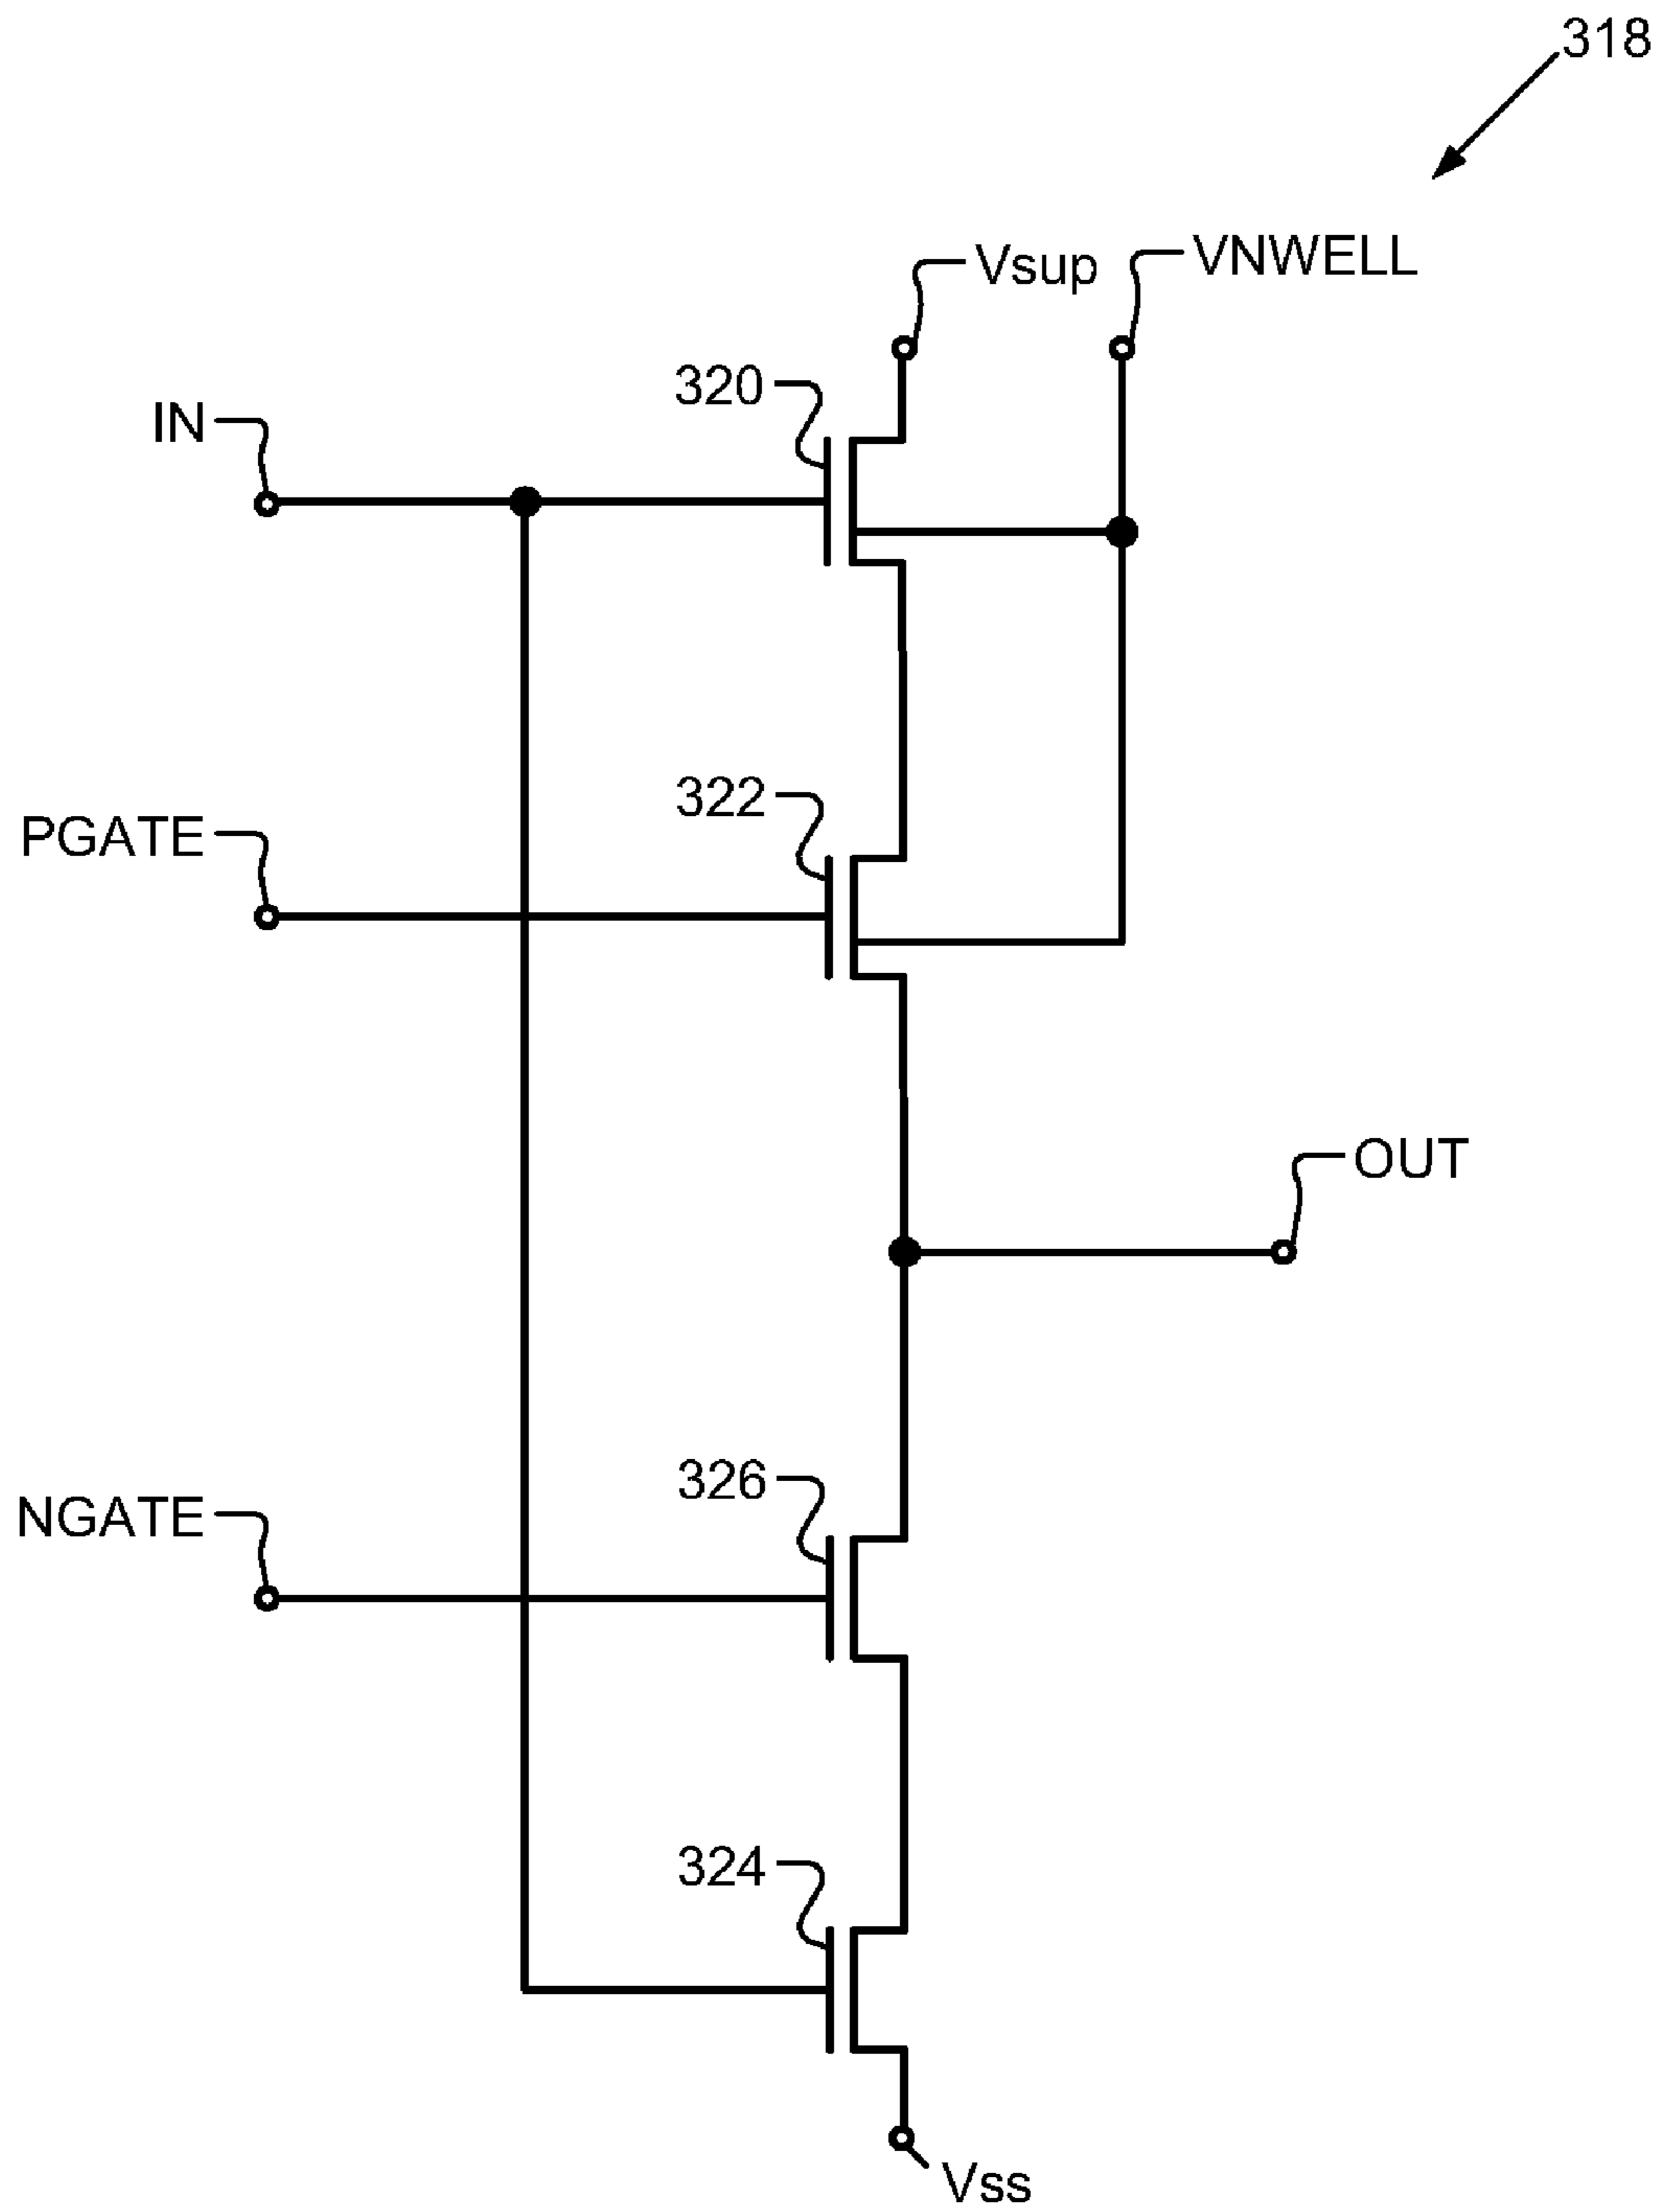 318
Vsup
VNWELL
320
IN
322
PGATE
OUT
326
NGATE
324
Vss